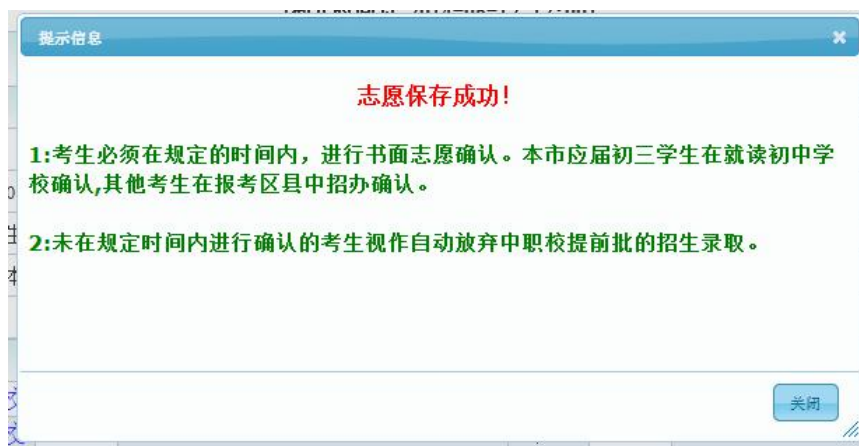 提示信息
志愿保存成功!
1:考生必须在规定的时间内，进行书面志愿确认。本市应届初三学生在就读初中学
校确认,其他考生在报考区县中招办确认。
2:未在规定时间内进行确认的考生视作自动放弃中职校提前批的招生录取。
关闭